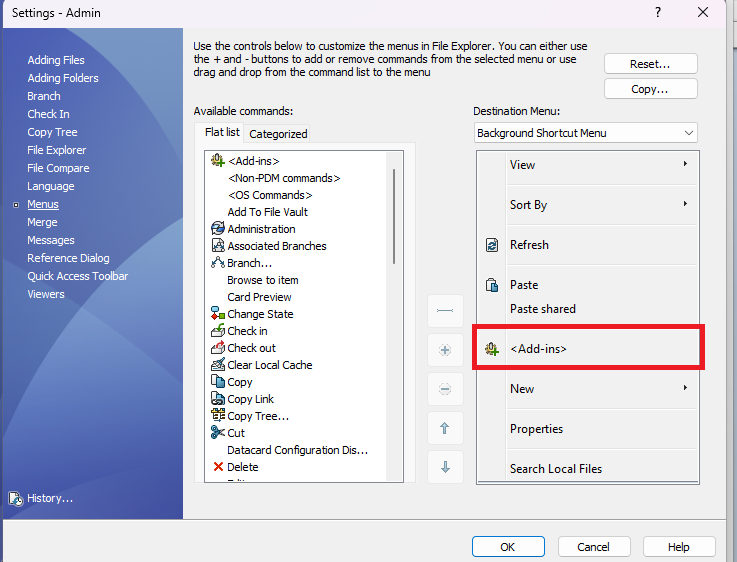 Settings - Admin
Adding Files
Adding Folders
Branch
Check In
Copy Tree
File Explorer
File Compare
Language
Menus
Merge
Messages
Reference Dialog
Quick Access Toolbar
Viewers
History...
Use the controls below to customize the menus in File Explorer. You can either use
the + and - buttons to add or remove commands from the selected menu or use
drag and drop from the command list to the menu
Reset...
Copy...
Available commands:
Flat list
Categorized
<Add-ins>
<Non-PDM commands>
<OS Commands>
Add To File Vault
Administration
Associated Branches
Branch...
Browse to item
Card Preview
Change State
Check in
Check out
Clear Local Cache
Copy
Copy Link
Copy Tree...
Cut
Datacard Configuration Dis...
Delete
Destination Menu:
Background Shortcut Menu
View
Sort By
Refresh
Paste
Paste shared
<Add-ins>
New
Properties
Search Local Files
OK
Cancel
Help